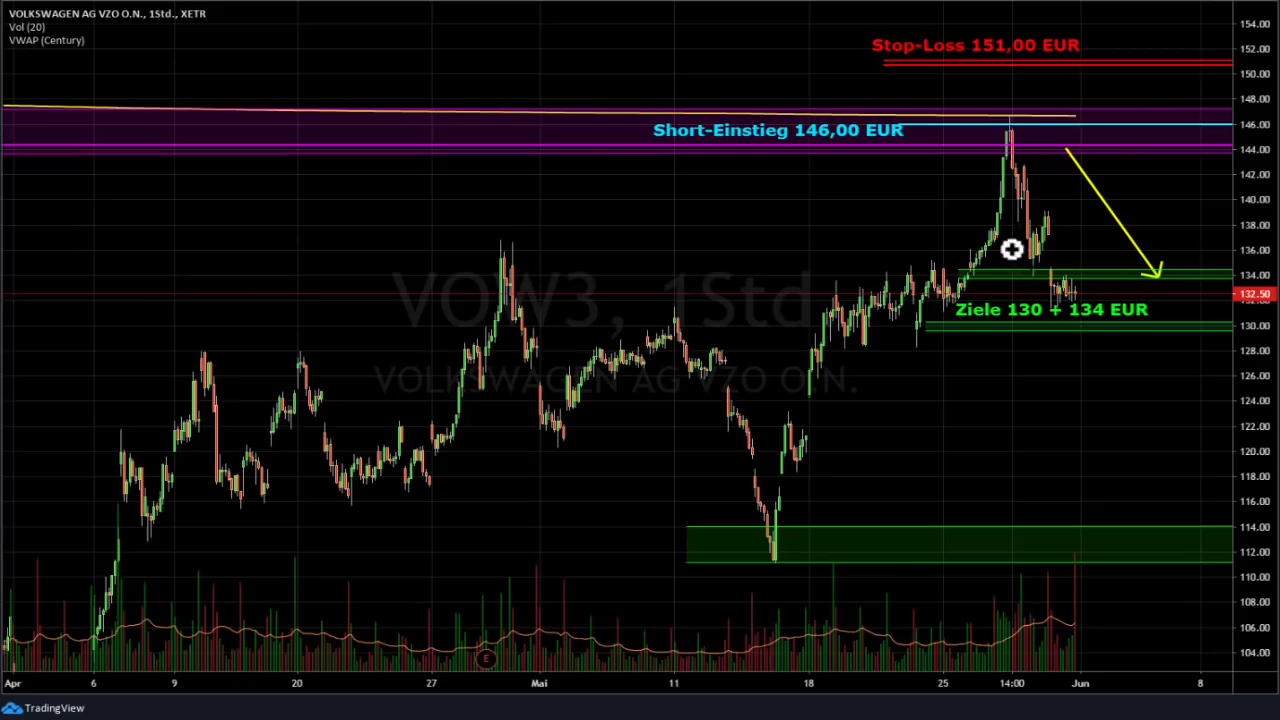 VOLKSWAGEN AG VZO O.N., 1Std., XETR
Vol (20)
VWAP (Century)
Stop-Loss 151,00 EUR
Short-Einstieg 146,00 EUR
Ziele 130 + 134 EUR
VOW3, 1Std.
VOLKSWAGEN AG VZO O.N.
154.00
152.00
150.00
148.00
146.00
144.00
142.00
140.00
138.00
136.00
134.00
132.50
130.00
128.00
126.00
124.00
122.00
120.00
118.00
116.00
114.00
112.00
110.00
108.00
106.00
104.00
E
Apr 6 9 20 27 Mai 11 18 25 14:00 Jun 8
TradingView